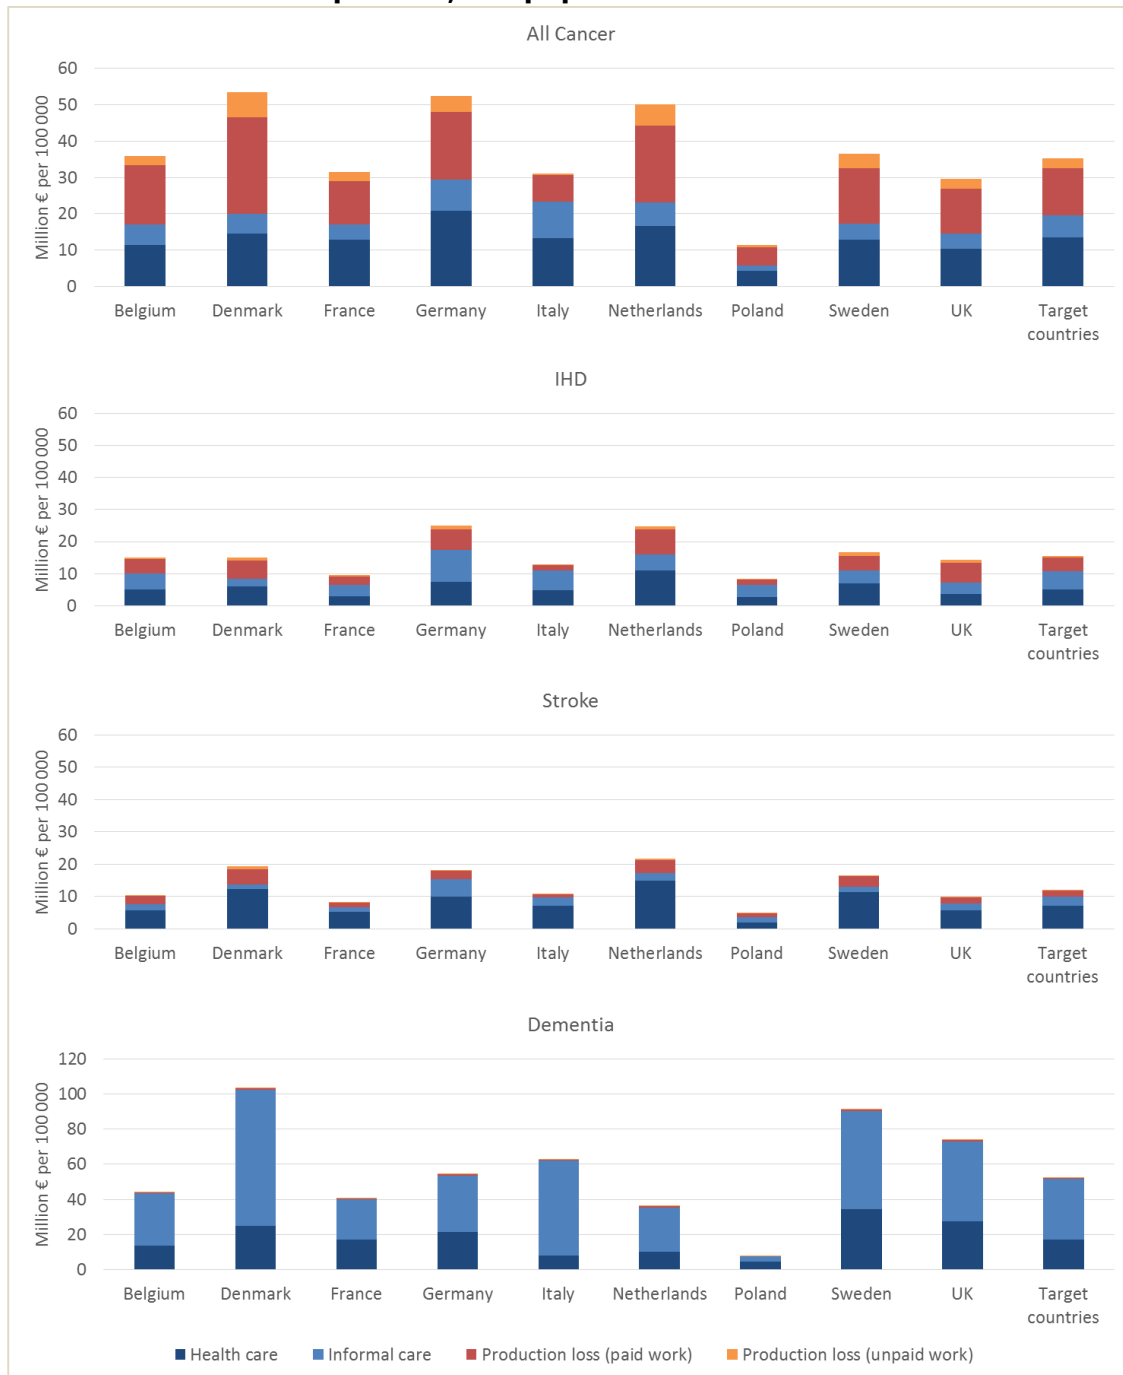 All Cancer
60
50
40
30
20
10
0
Million € per 100 000
Belgium Denmark France Germany Italy Netherlands Poland Sweden UK Target
countries
IHD
60
50
40
30
20
10
0
Million € per 100 000
Belgium Denmark France Germany Italy Netherlands Poland Sweden UK Target
countries
Stroke
60
50
40
30
20
10
0
Million € per 100 000
Belgium Denmark France Germany Italy Netherlands Poland Sweden UK Target
countries
Dementia
120
100
80
60
40
20
0
Million € per 100 000
Belgium Denmark France Germany Italy Netherlands Poland Sweden UK Target
countries
Health care Informal care Production loss (paid work) Production loss (unpaid work)